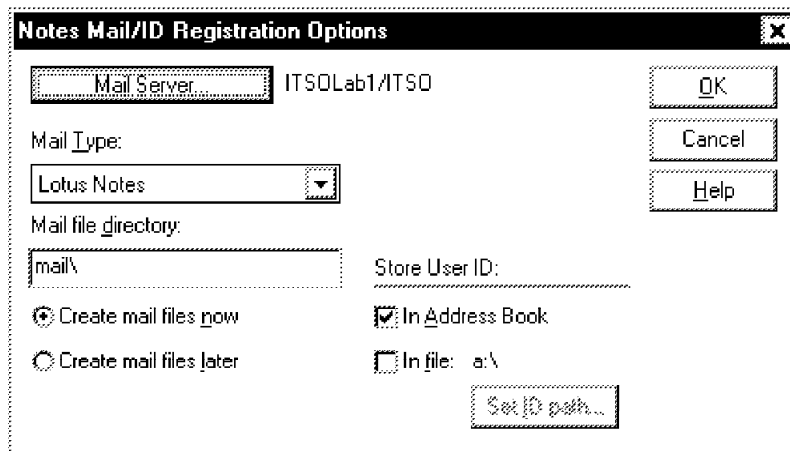 Notes Mail/ID Registration Options
Mail Server... ITSOLab1/ITSO
OK
Mail Type:
Cancel
Lotus Notes
Help
Mail file directory:
mail\
Store User ID:
Create mail files now
In Address Book
Create mail files later
In file: a:\
Set ID path...